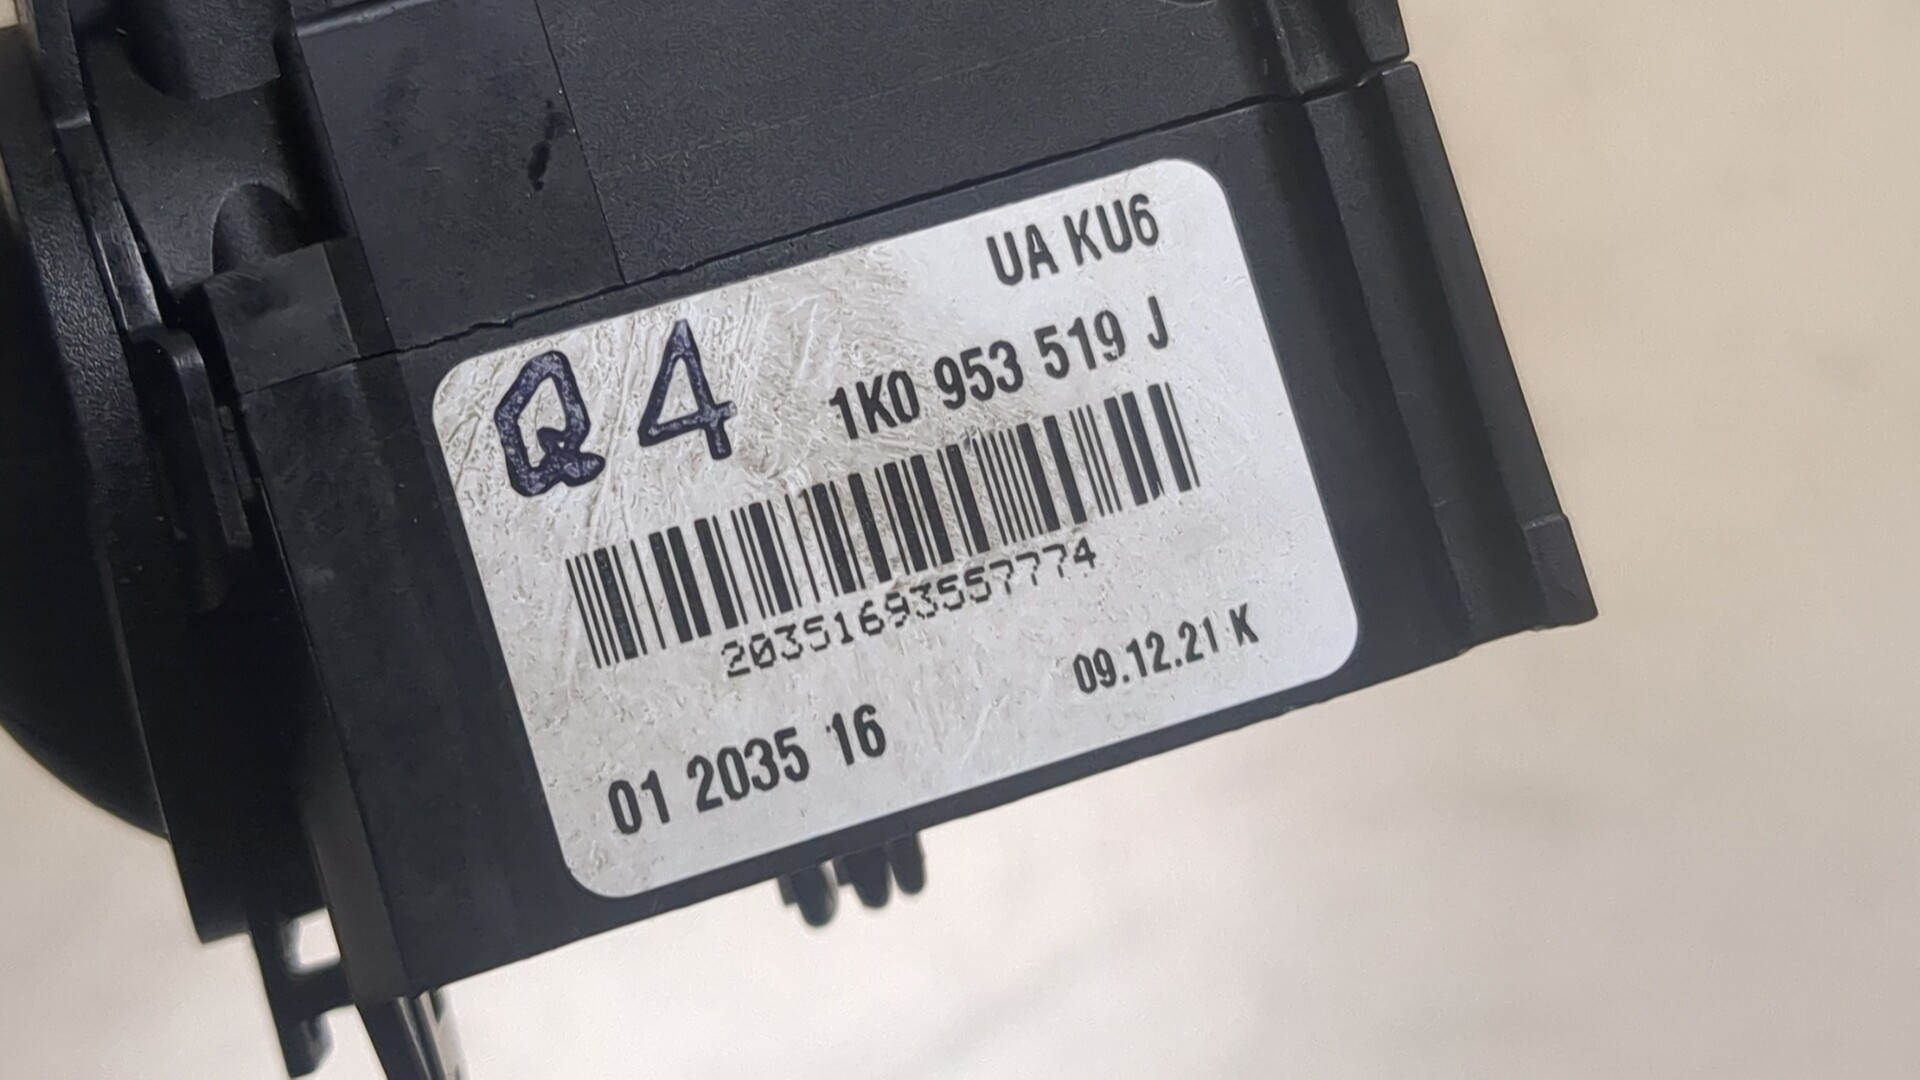 UA KU6
Q4
1K0 953 519 J
20351693557774
09.12.21 K
01 2035 16